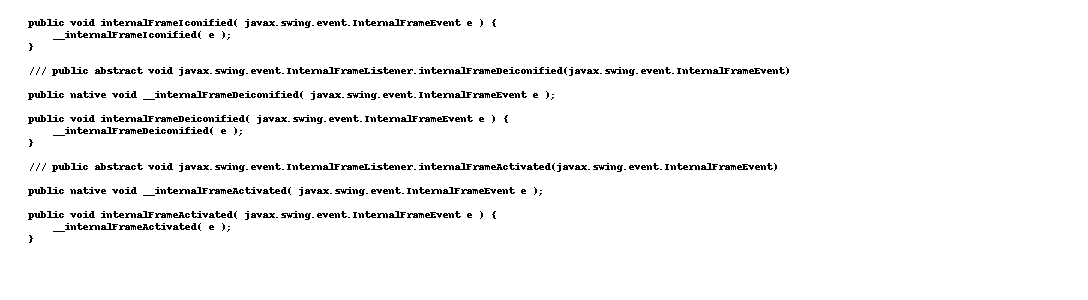 public void internalFrameIconified( javax.swing.event.InternalFrameEvent e ) {
    __internalFrameIconified( e );
}
/// public abstract void javax.swing.event.InternalFrameListener.internalFrameDeiconified(javax.swing.event.InternalFrameEvent)
public native void __internalFrameDeiconified( javax.swing.event.InternalFrameEvent e );
public void internalFrameDeiconified( javax.swing.event.InternalFrameEvent e ) {
    __internalFrameDeiconified( e );
}
/// public abstract void javax.swing.event.InternalFrameListener.internalFrameActivated(javax.swing.event.InternalFrameEvent)
public native void __internalFrameActivated( javax.swing.event.InternalFrameEvent e );
public void internalFrameActivated( javax.swing.event.InternalFrameEvent e ) {
    __internalFrameActivated( e );
}